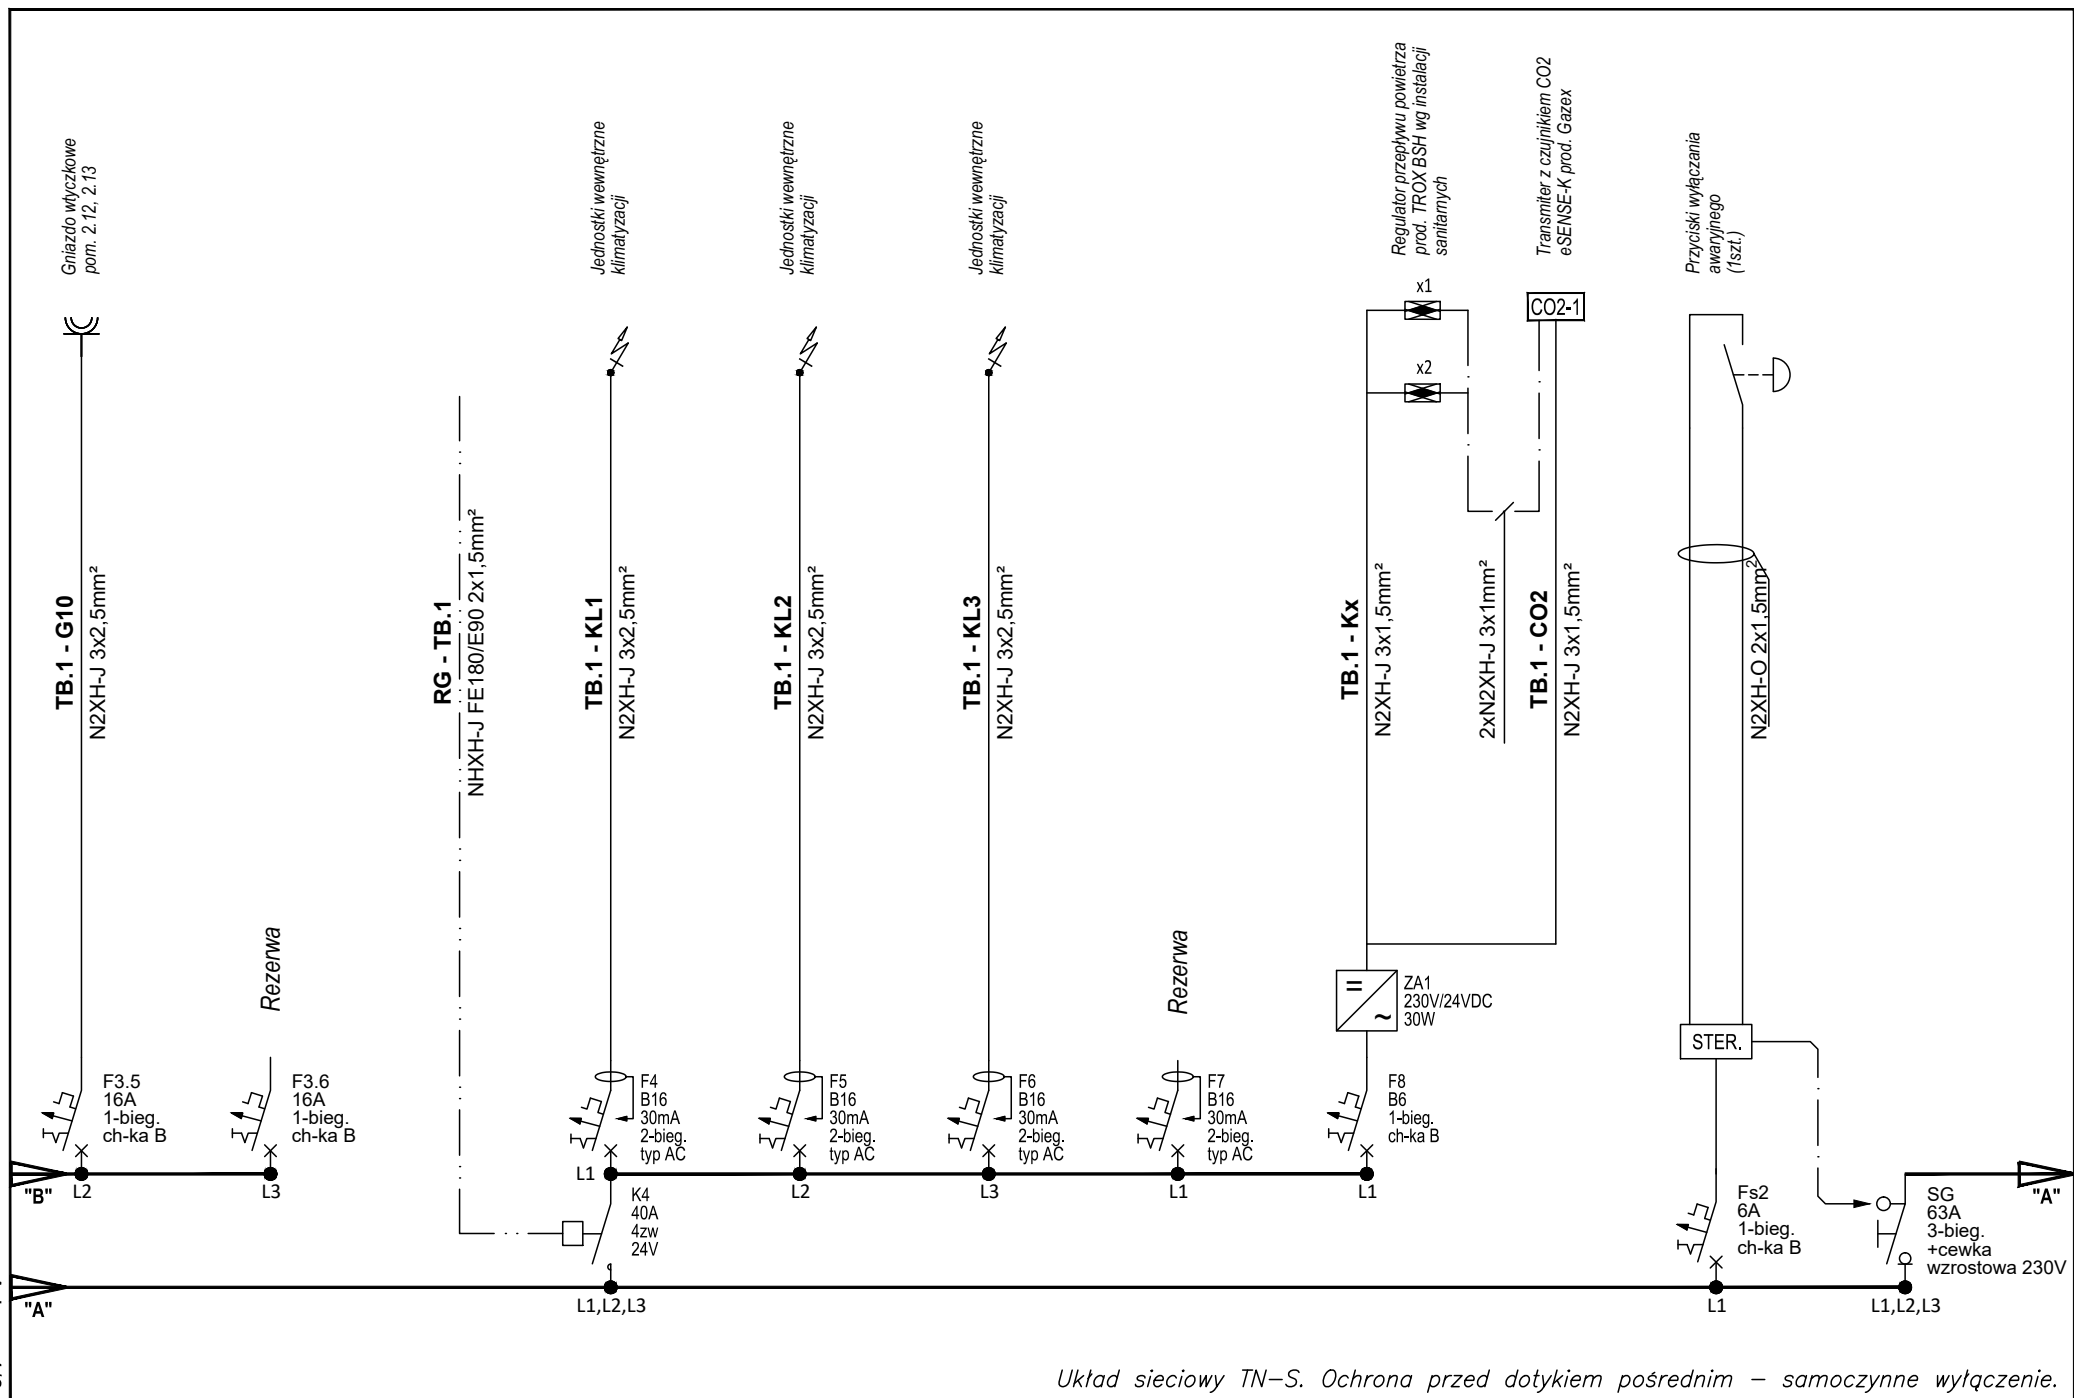 Gniazdo wtyczkowe
pom. 2.12, 2.13
Jednostki wewnętrzne
klimatyzacji
Jednostki wewnętrzne
klimatyzacji
Jednostki wewnętrzne
klimatyzacji
Regulator przepływu powietrza
prod. TROX BSH wg instalacji
sanitarnych
Transmiter z czujnikiem CO2
eSENSE-K prod. Gazex
Przyciski wyłączania
awaryjnego
(1szt.)
x1
x2
CO2-1
TB.1 - G10
N2XH-J 3x2,5mm²
RG - TB.1
NHXH-J FE180/E90 2x1,5mm²
TB.1 - KL1
N2XH-J 3x2,5mm²
TB.1 - KL2
N2XH-J 3x2,5mm²
TB.1 - KL3
N2XH-J 3x2,5mm²
TB.1 - Kx
N2XH-J 3x1,5mm²
2xN2XH-J 3x1mm²
TB.1 - CO2
N2XH-J 3x1,5mm²
N2XH-O 2x1,5mm²
Rezerwa
Rezerwa
=
~
ZA1
230V/24VDC
30W
STER.
F3.5
16A
1-bieg.
ch-ka B
F3.6
16A
1-bieg.
ch-ka B
F4
B16
30mA
2-bieg.
typ AC
F5
B16
30mA
2-bieg.
typ AC
F6
B16
30mA
2-bieg.
typ AC
F7
B16
30mA
2-bieg.
typ AC
F8
B6
1-bieg.
ch-ka B
"B"
L2
L3
L1
L2
L3
L1
L1
K4
40A
4zw
24V
Fs2
6A
1-bieg.
ch-ka B
SG
63A
3-bieg.
+cewka
wzrostowa 230V
"A"
"A"
L1,L2,L3
L1
L1,L2,L3
Układ sieciowy TN-S. Ochrona przed dotykiem pośrednim - samoczynne wyłączenie.